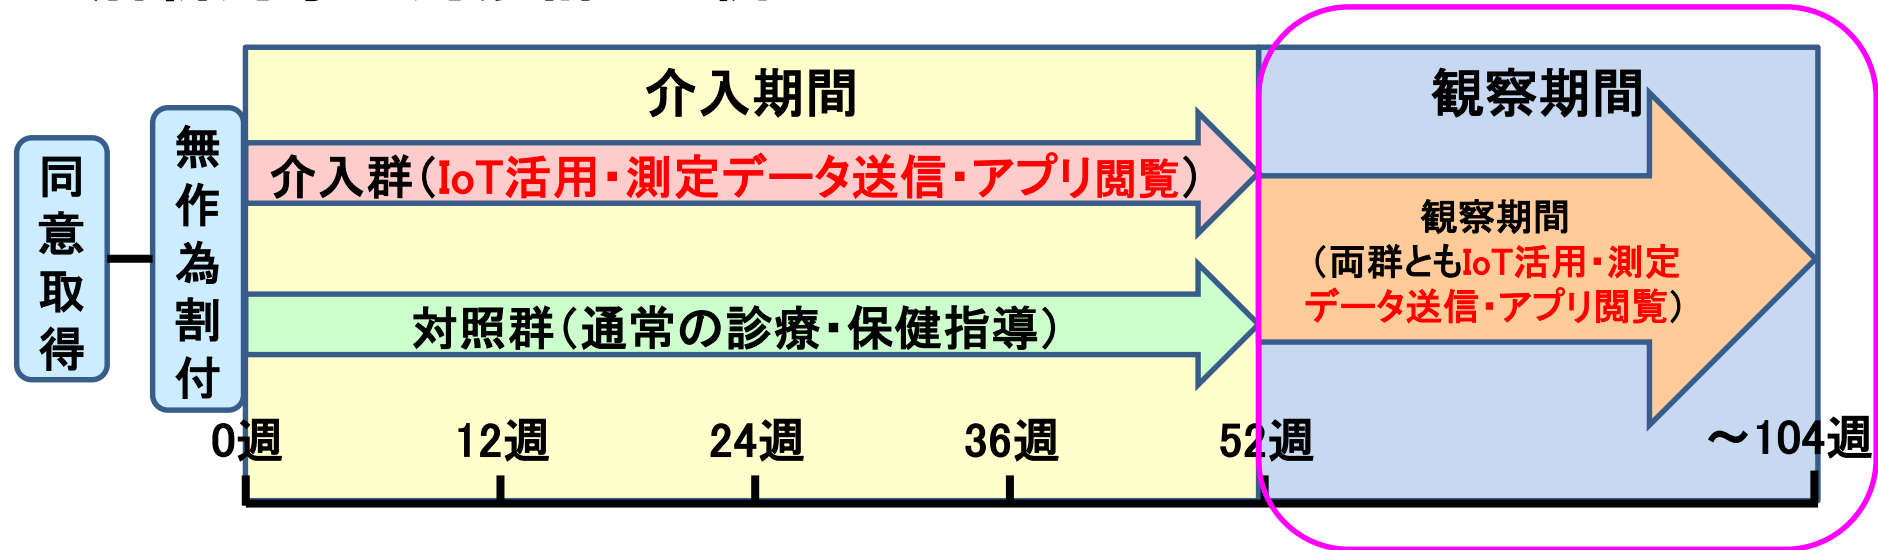 同意取得
無作為割付
介入期間
介入群(IoT活用・測定データ送信・アプリ閲覧)
対照群(通常の診療・保健指導)
観察期間
観察期間
(両群ともIoT活用・測定
データ送信・アプリ閲覧)
0週
12週
24週
36週
52週
～104週